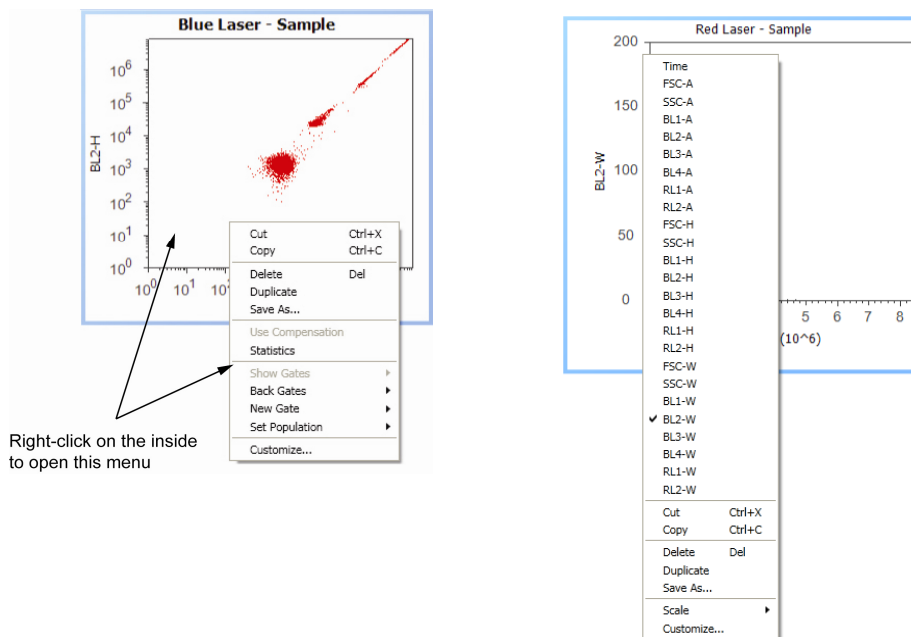 Blue Laser - Sample
10^6
10^5
10^4
10^3
10^2
10^1
10^0
BL2-H
10^0 10^1
Cut Ctrl+X
Copy Ctrl+C
Delete Del
Duplicate
Save As...
Use Compensation
Statistics
Show Gates
Back Gates
New Gate
Set Population
Customize...
Right-click on the inside
to open this menu
Red Laser - Sample
200
150
100
50
0
BL2-W
5 6 7 8
(10^6)
Time
FSC-A
SSC-A
BL1-A
BL2-A
BL3-A
BL4-A
RL1-A
RL2-A
FSC-H
SSC-H
BL1-H
BL2-H
BL3-H
BL4-H
RL1-H
RL2-H
FSC-W
SSC-W
BL1-W
BL2-W
BL3-W
BL4-W
RL1-W
RL2-W
Cut Ctrl+X
Copy Ctrl+C
Delete Del
Duplicate
Save As...
Scale
Customize...